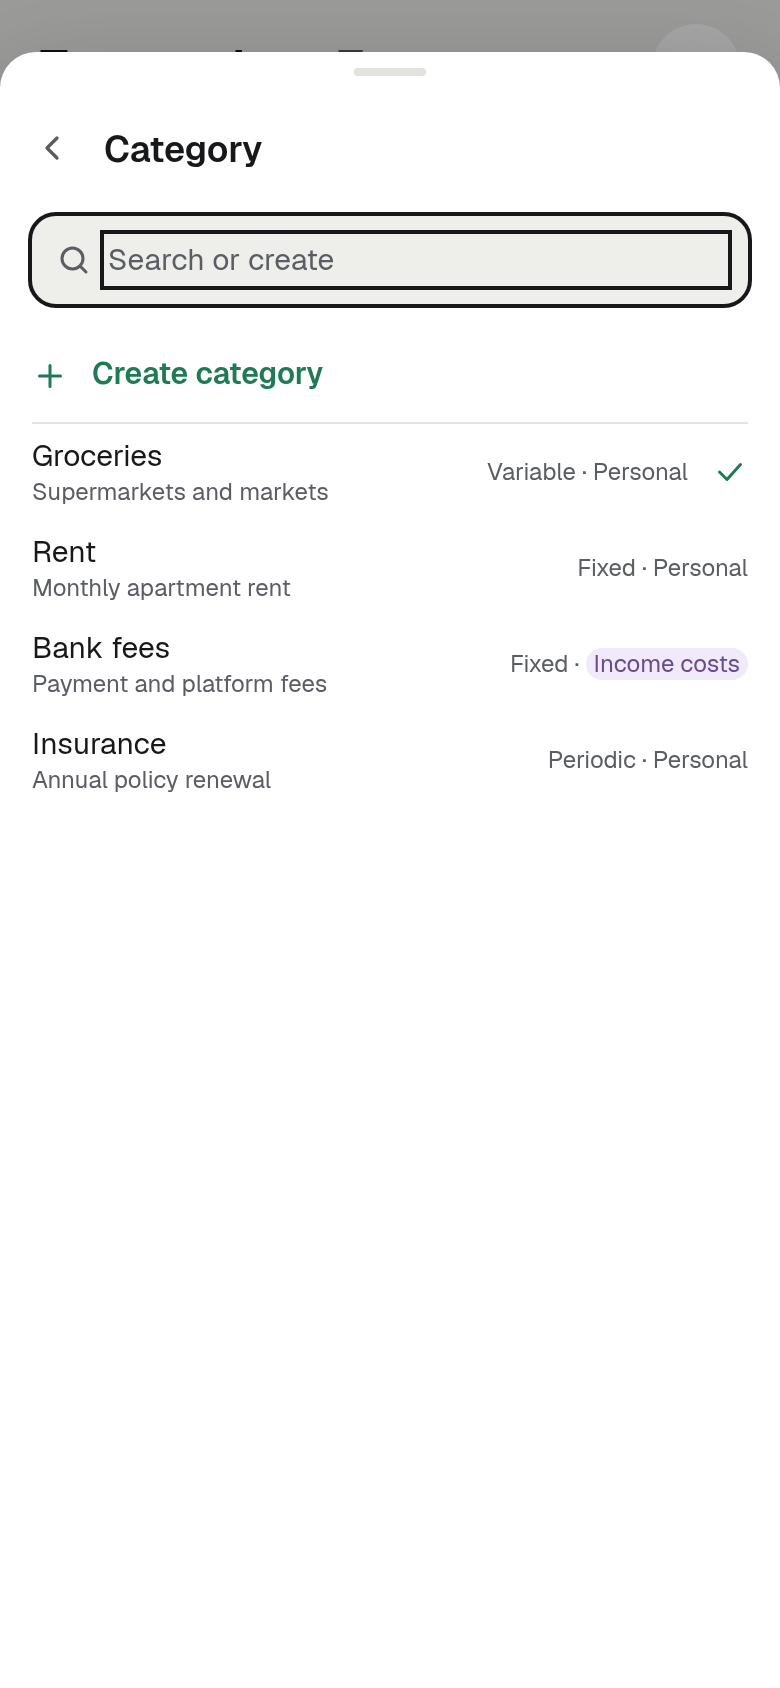 Category
Search or create
Create category
Groceries
Supermarkets and markets
Variable · Personal
Rent
Monthly apartment rent
Fixed · Personal
Bank fees
Payment and platform fees
Fixed · Income costs
Insurance
Annual policy renewal
Periodic · Personal